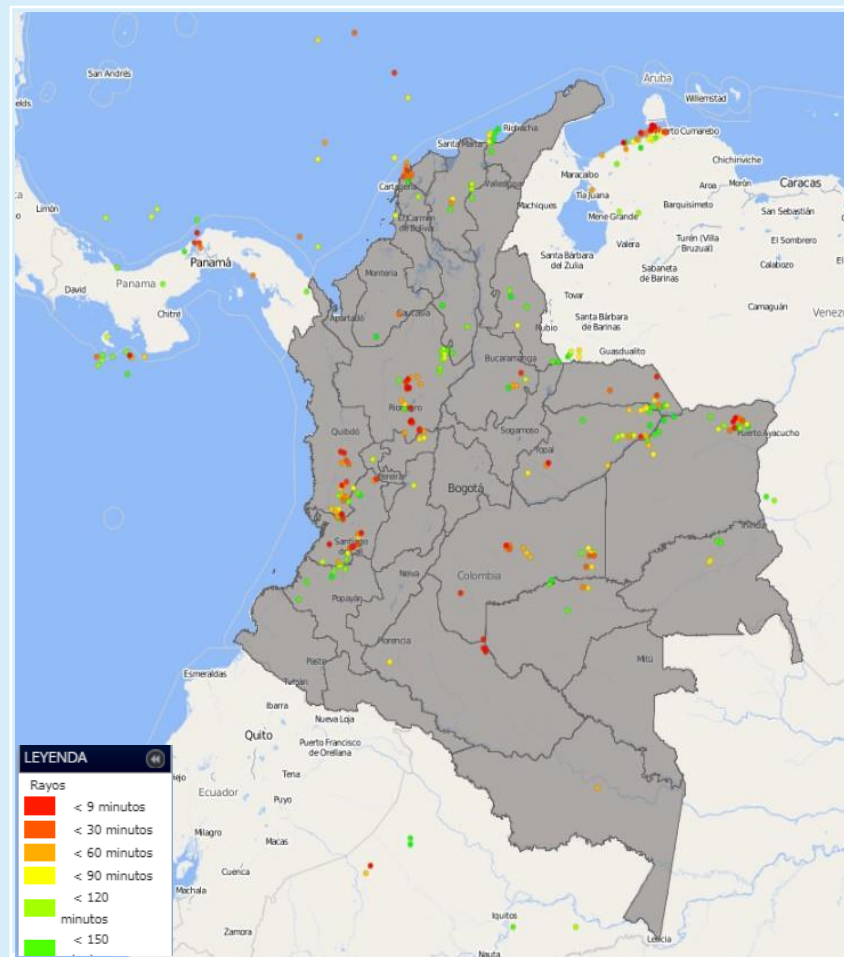 Aruba
San Andrés
Willemstad
Riohacha
Santa Marta
Chichiriviche
Maracaibo
Caracas
Cartagena
Tía Juana
Aroa
Morón
Machiques
Barquisimeto
Limón
Mene Grande
San Sebastián
El Carmen
de Bolívar
Turén (Villa
Bruzual)
Valera
El Sombrero
Panamá
Santa Bárbara
del Zulia
Sabaneta
de Barinas
Calabozo
David
Panama
Montería
Chitré
Tovar
Camaguán
Apartadó
Caucasia
Rubio
Santa Bárbara
de Barinas
Guasdualito
Bucaramanga
Rionegro
Quibdó
Sogamoso
Puerto Ayacucho
Yopal
Bogotá
Santiago
Neiva
Colombia
Popayán
Florencia
Mitú
Pasto
Esmeraldas
Tulcán
Ibarra
Nueva Loja
Quito
Puerto Francisco
de Orellana
LEYENDA
Tena
Rayos
Ecuador
Puyo
< 9 minutos
< 30 minutos
Milagro
Macas
< 60 minutos
Cuenca
< 90 minutos
Machala
< 120
minutos
Iquitos
< 150
Zamora
Leticia
Nauta